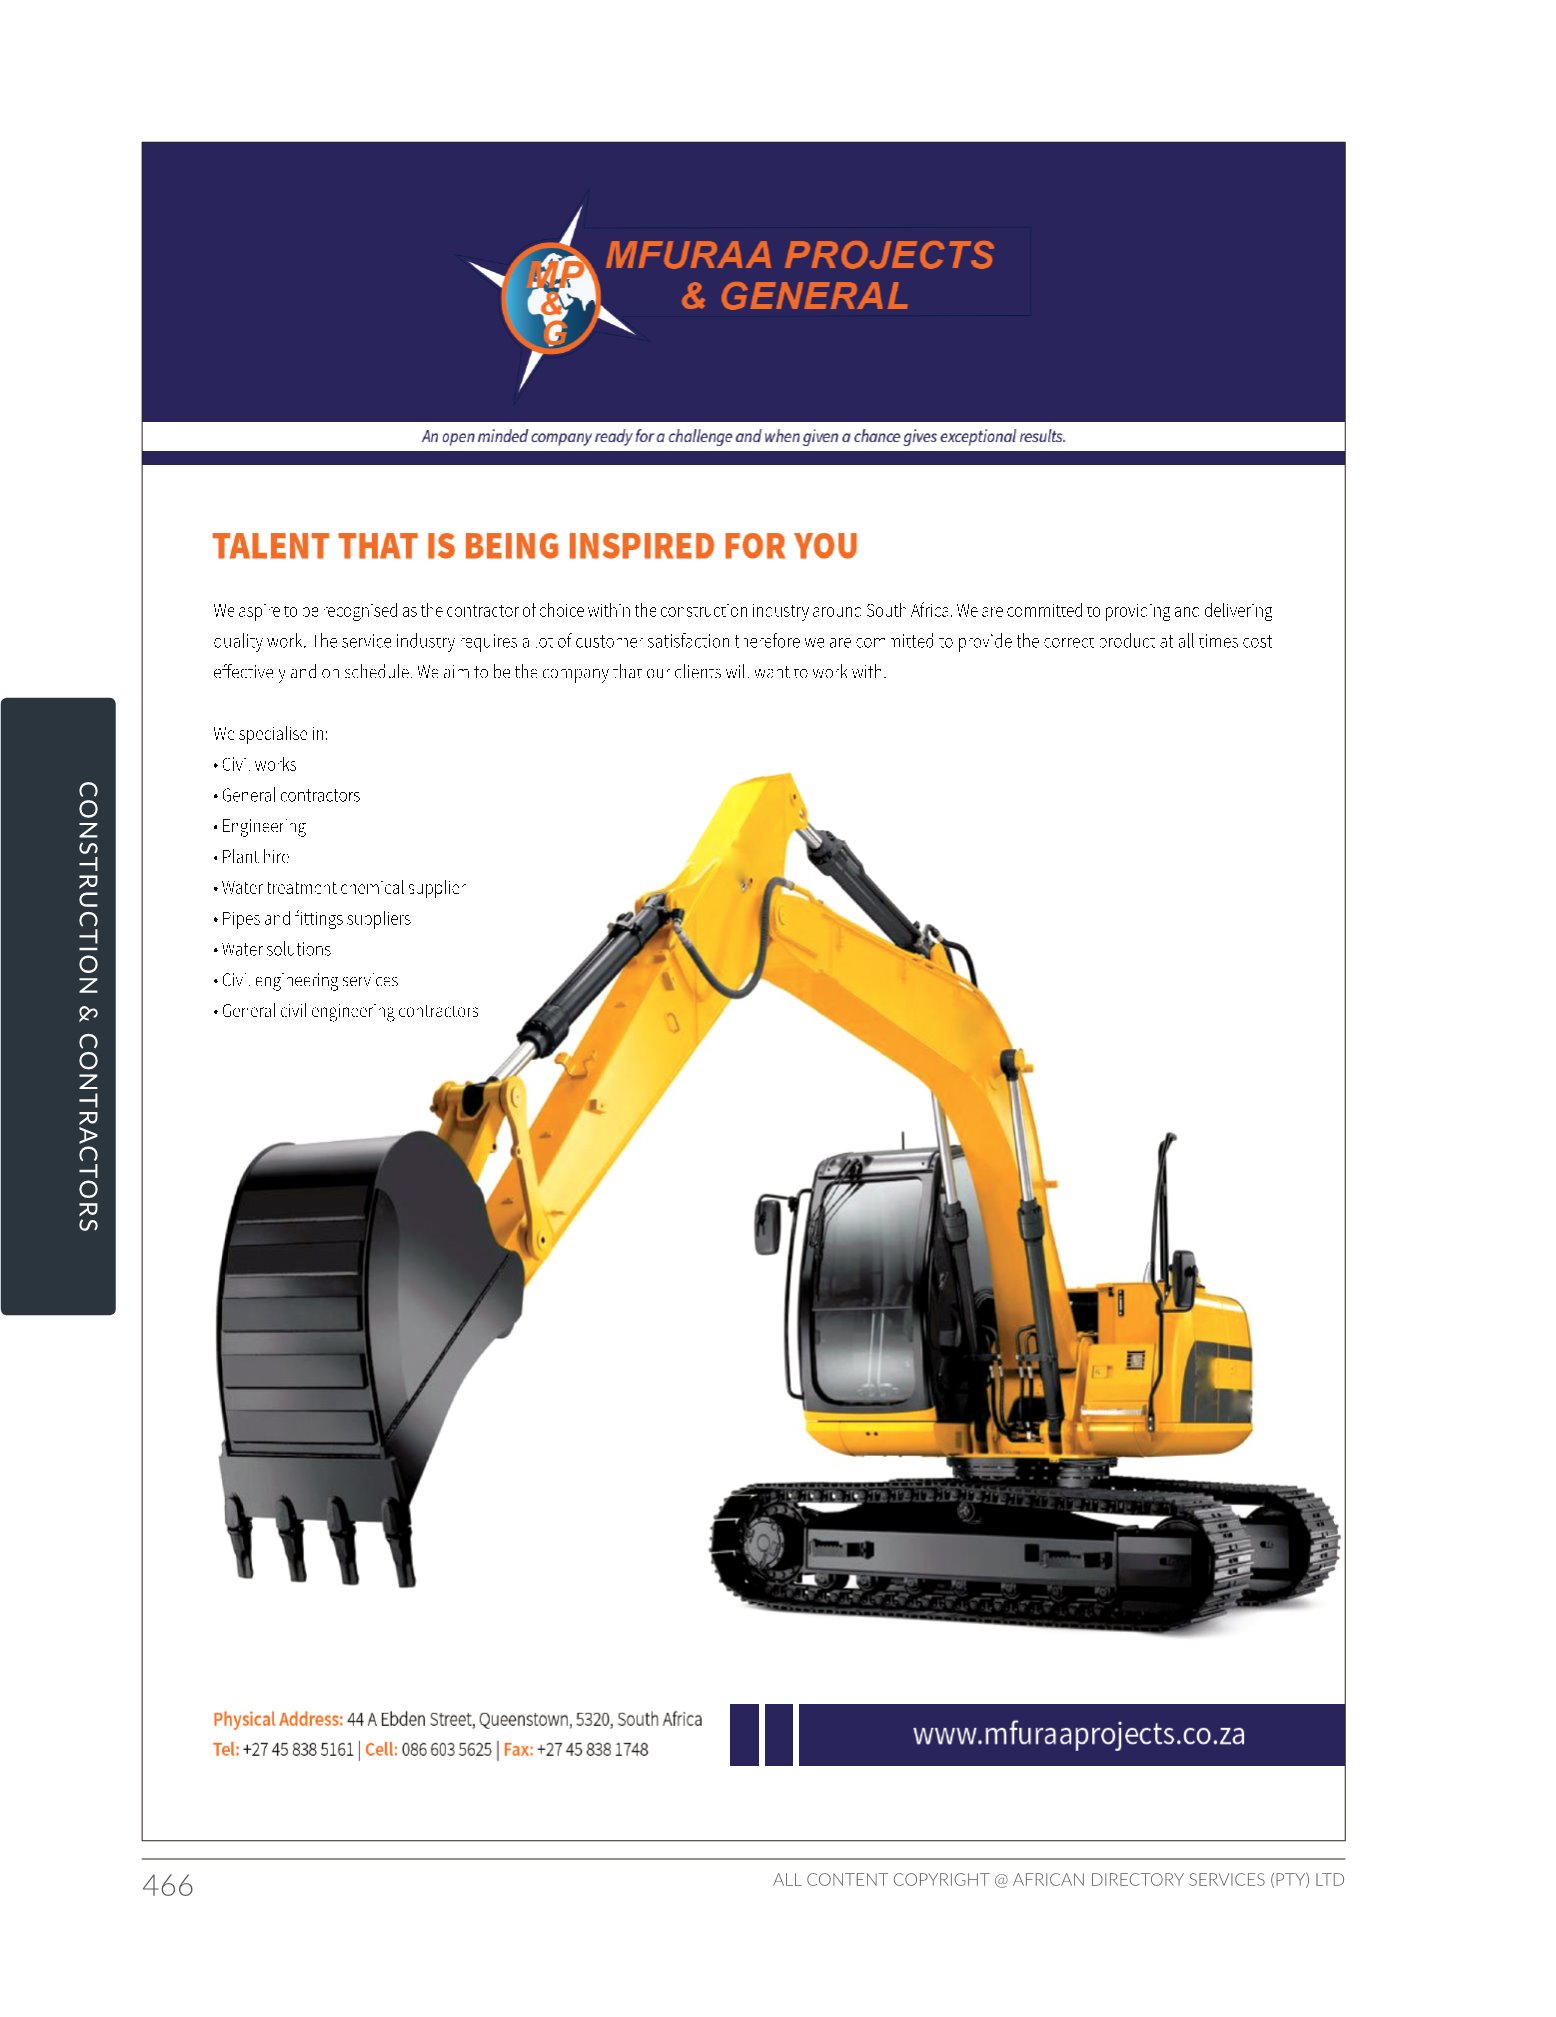 MFURAA PROJECTS
& GENERAL
MP
&
G
An open minded company ready for a challenge and when given a chance gives exceptional results.
TALENT THAT IS BEING INSPIRED FOR YOU
We aspire to be recognised as the contractor of choice within the construction industry around South Africa. We are committed to providing and delivering
quality work. The service industry requires a lot of customer satisfaction therefore we are committed to provide the correct product at all times cost
effectively and on schedule. We aim to be the company that our clients will want to work with.
We specialise in:
• Civil works
• General contractors
• Engineering
• Plant hire
• Water treatment chemical supplier
• Pipes and fittings suppliers
• Water solutions
• Civil engineering services
• General civil engineering contractors
CONSTRUCTION & CONTRACTORS
Physical Address: 44 A Ebden Street, Queenstown, 5320, South Africa
Tel: +27 45 838 5161 | Cell: 086 603 5625 | Fax: +27 45 838 1748
www.mfuraaprojects.co.za
466
ALL CONTENT COPYRIGHT @ AFRICAN DIRECTORY SERVICES (PTY) LTD